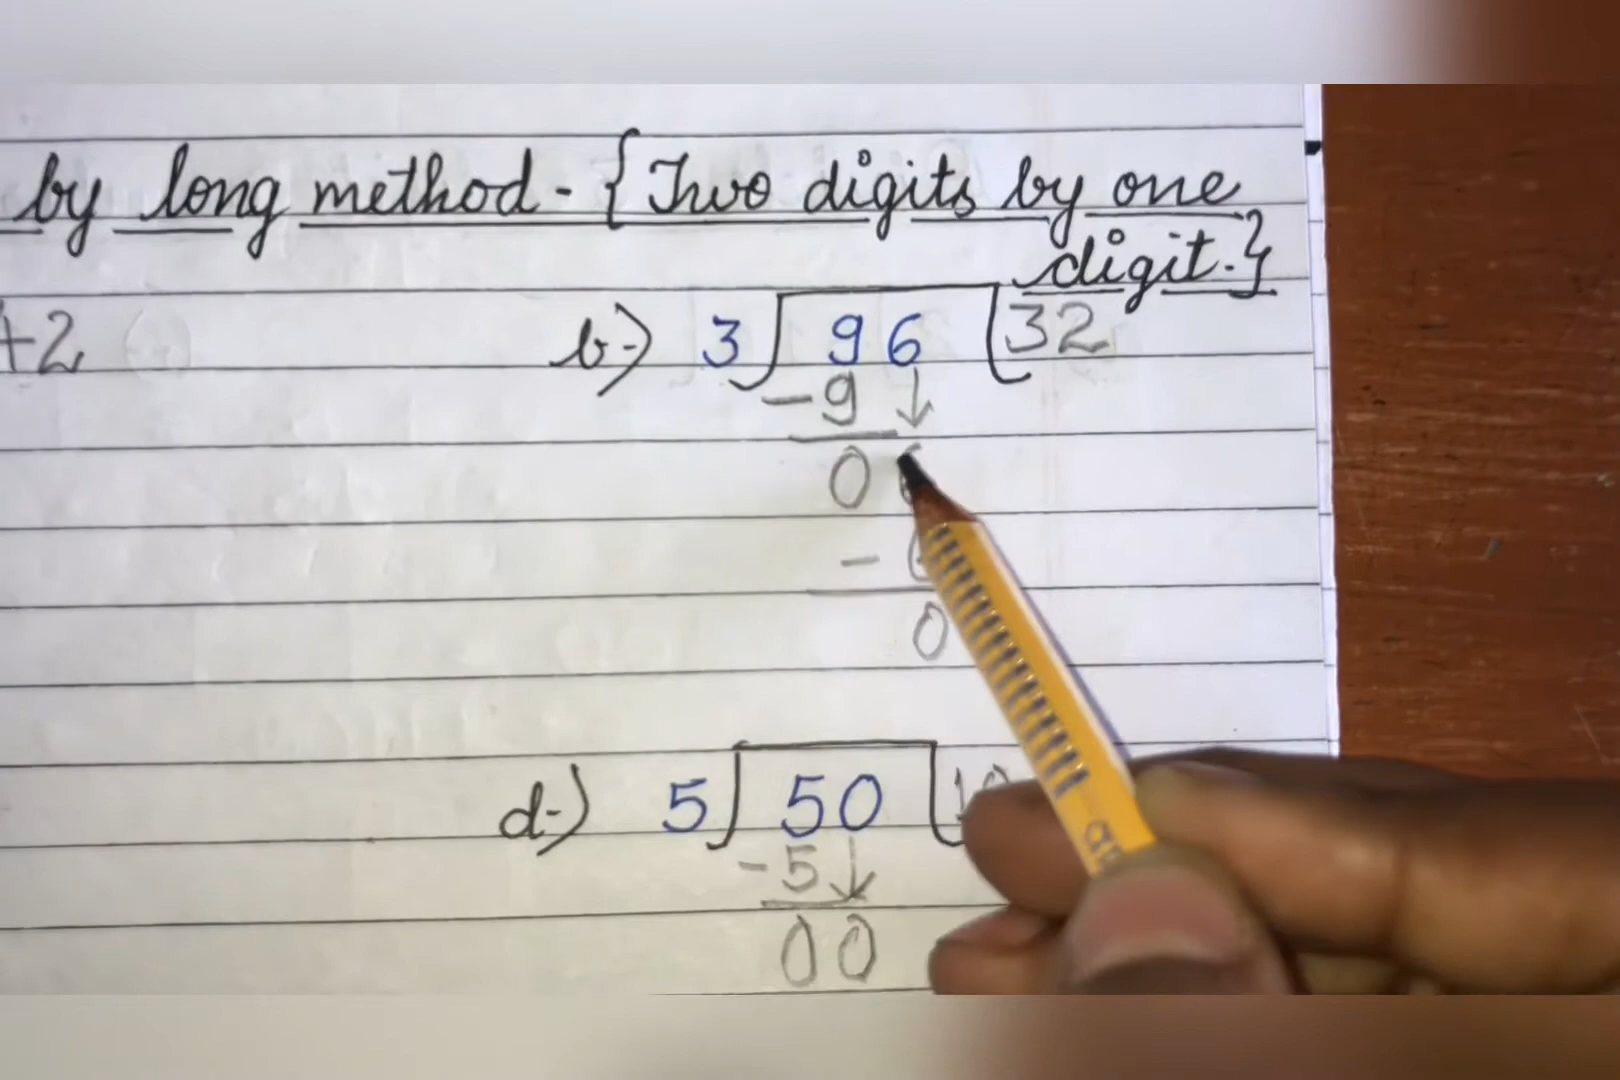 by long method - {Two digits by one
digit.}
+2
b-) 3) 96 (32
-9 ↓
0
-
0
d-) 5) 50 (10
-5 ↓
00